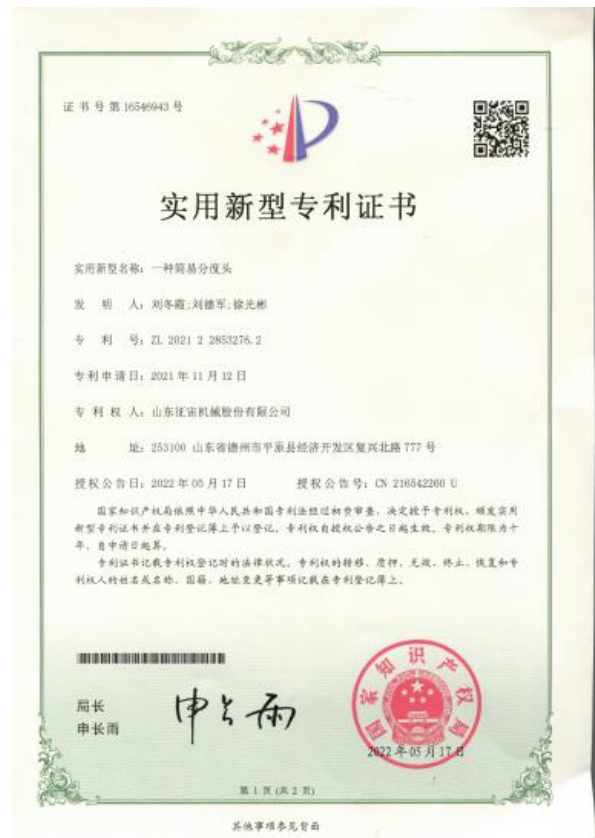 证书号第16546943号
实用新型专利证书
实用新型名称：一种简易分度头
发明人：刘冬霞;刘德军;徐光彬
专利号：ZL 2021 2 2853276.2
专利申请日：2021年11月12日
专利权人：山东征宙机械股份有限公司
地址：253100 山东省德州市平原县经济开发区复兴北路777号
授权公告日：2022年05月17日 授权公告号：CN 216542260 U
国家知识产权局依照中华人民共和国专利法经过初步审查，决定授予专利权，颁发实用
新型专利证书并在专利登记簿上予以登记。专利权自授权公告之日起生效。专利权期限为十
年，自申请日起算。
专利证书记载专利权登记时的法律状况。专利权的转移、质押、无效、终止、恢复和专
利权人的姓名或名称、国籍、地址变更等事项记载在专利登记簿上。
局长
申长雨
申长雨
国家知识产权局
2022年05月17日
第1页(共2页)
其他事项参见背面